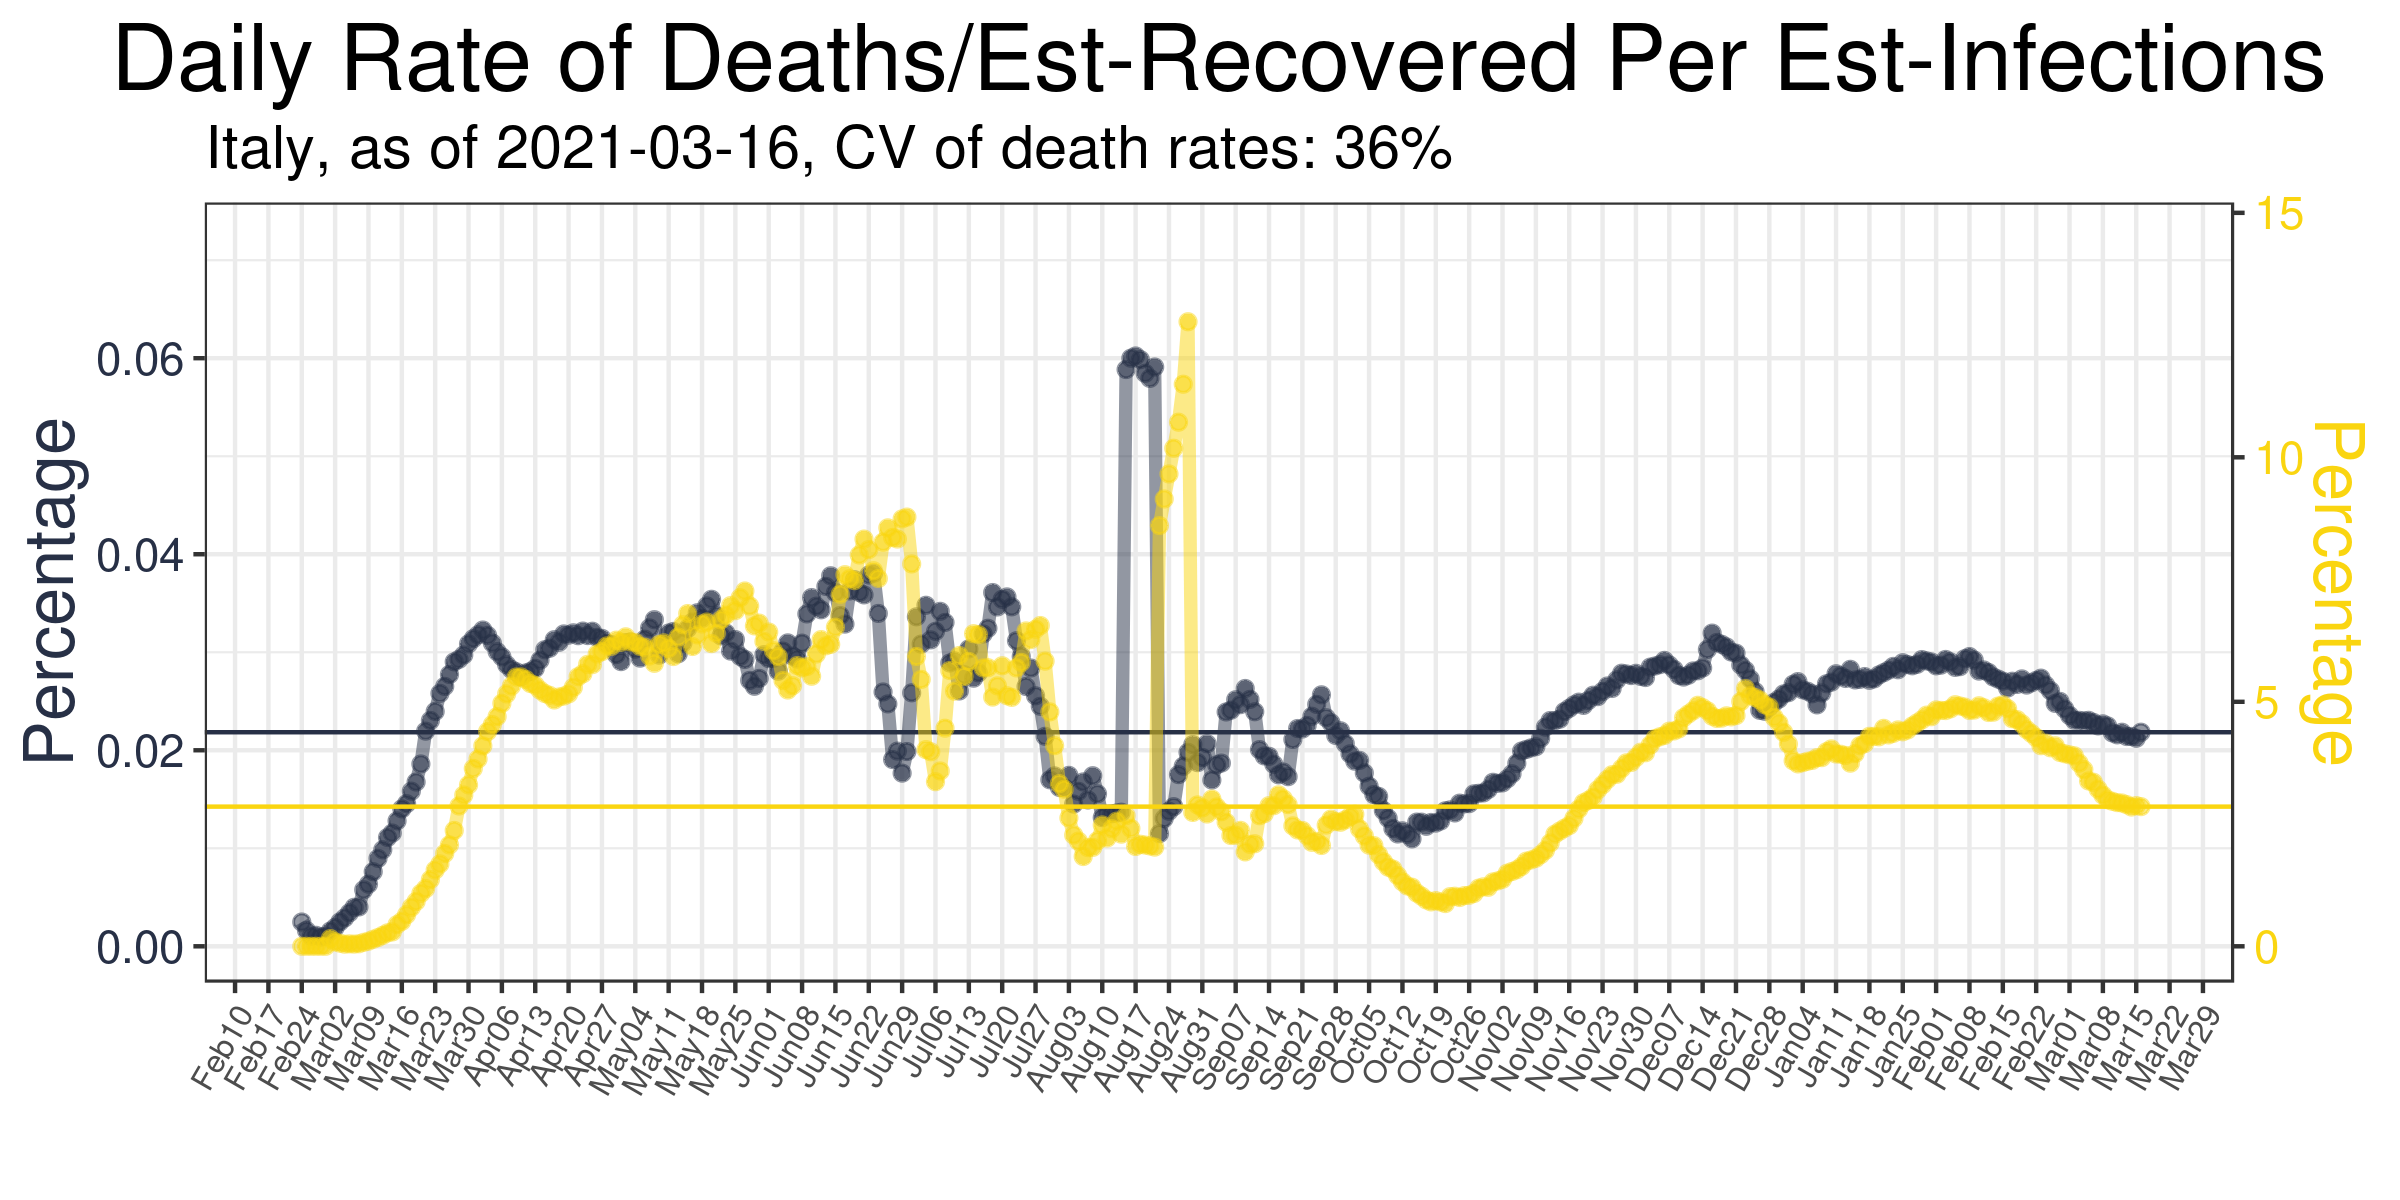 Daily Rate of Deaths/Est-Recovered Per Est-Infections
Italy, as of 2021-03-16, CV of death rates: 36%
Percentage
0.06
0.04
0.02
0.00
15
10
5
0
Percentage
Feb10
Feb17
Feb24
Mar02
Mar09
Mar16
Mar23
Mar30
Apr06
Apr13
Apr20
Apr27
May04
May11
May18
May25
Jun01
Jun08
Jun15
Jun22
Jun29
Jul06
Jul13
Jul20
Jul27
Aug03
Aug10
Aug17
Aug24
Aug31
Sep07
Sep14
Sep21
Sep28
Oct05
Oct12
Oct19
Oct26
Nov02
Nov09
Nov16
Nov23
Nov30
Dec07
Dec14
Dec21
Dec28
Jan04
Jan11
Jan18
Jan25
Feb01
Feb08
Feb15
Feb22
Mar01
Mar08
Mar15
Mar22
Mar29